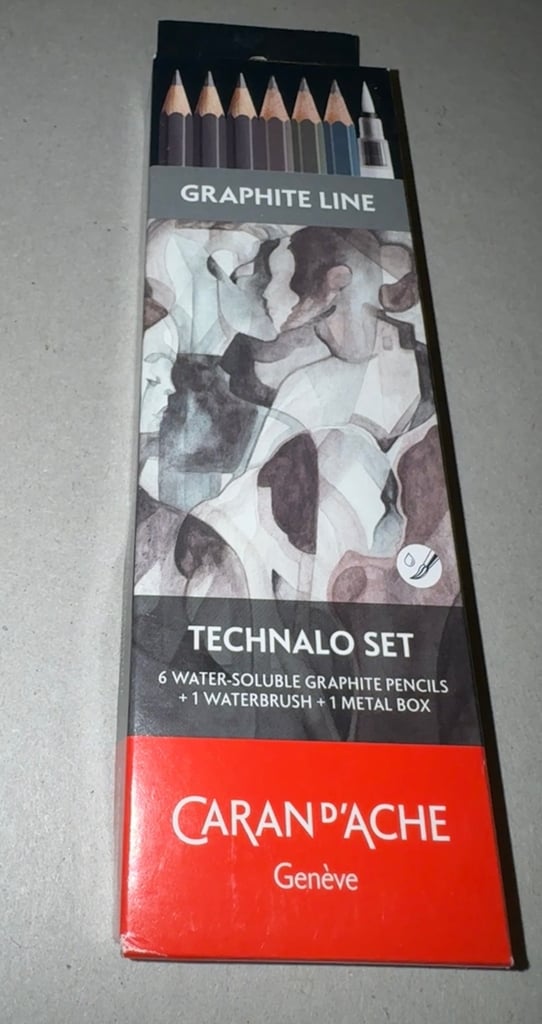 GRAPHITE LINE
TECHNALO SET
6 WATER-SOLUBLE GRAPHITE PENCILS
+ 1 WATERBRUSH + 1 METAL BOX
CARAN D'ACHE
Genève